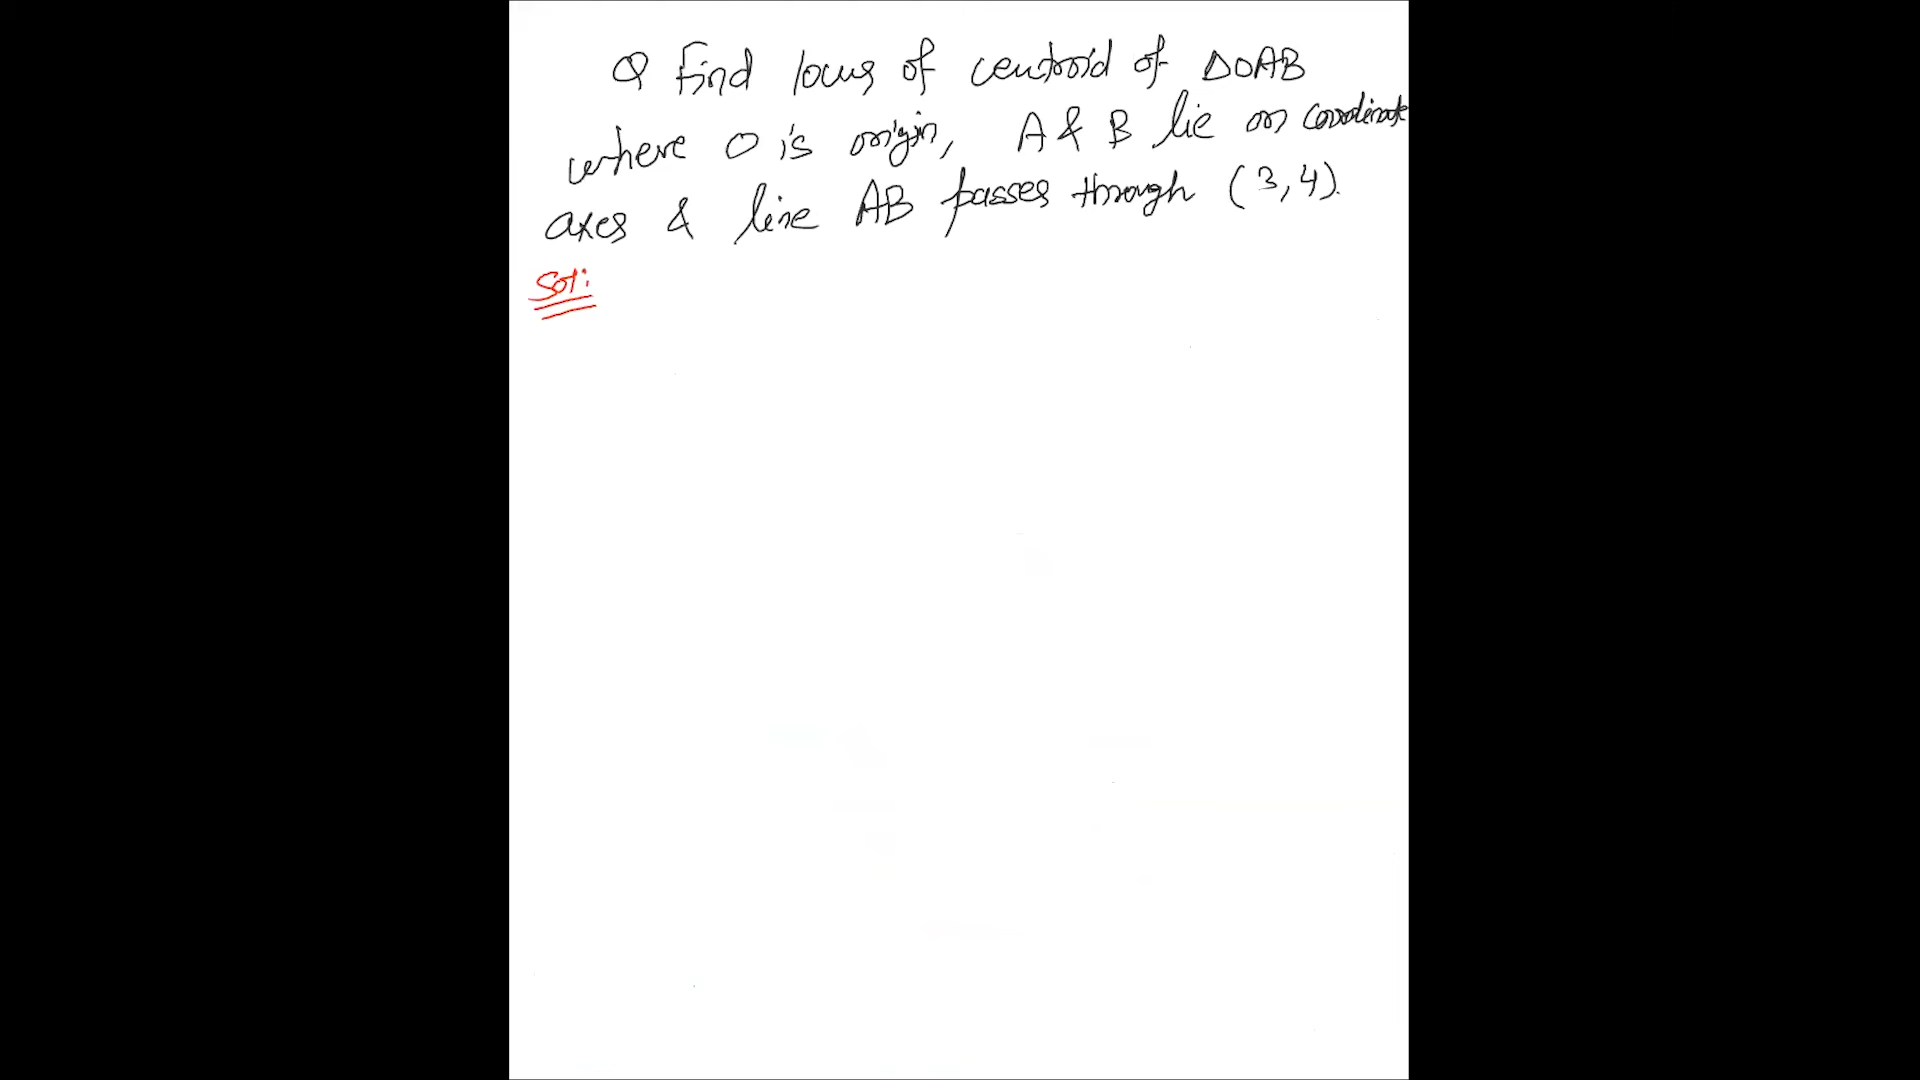 Q Find locus of centroid of ΔOAB
where O is origin, A & B lie on coordinate
axes & line AB passes through (3,4).
Sol: